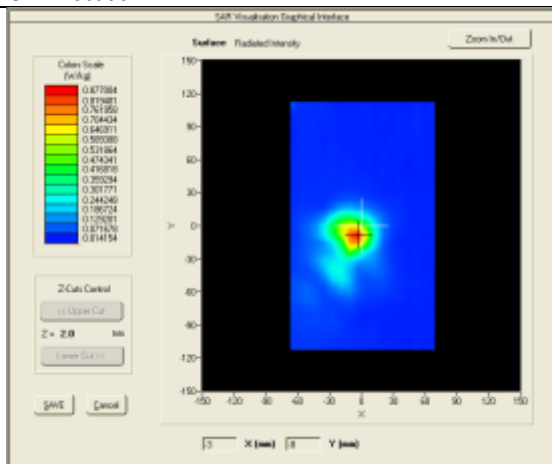 SAR Visualisation Graphical Interface
Surface Radiated Intensity
Zoom In/Out
Colors Scale
(W/Kg)
0.877004
0.819481
0.761958
0.704434
0.646911
0.589388
0.531864
0.474341
0.416818
0.359294
0.301771
0.244248
0.186724
0.129201
0.071678
0.014154
Z-Cuts Control
<< Upper Cut
Z = 2.0 mm
Lower Cut >>
SAVE Cancel
150-
120-
90-
60-
30-
0-
-30-
-60-
-90-
-120-
-150-
Y
-150 -120 -90 -60 -30 0 30 60 90 120 150
X
-3 X (mm) -8 Y (mm)